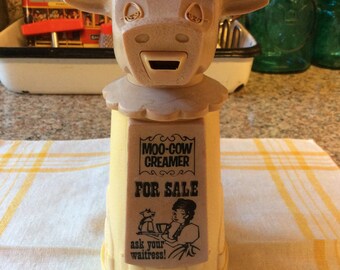 MOO-COW
CREAMER
FOR SALE
ask your
waitress!